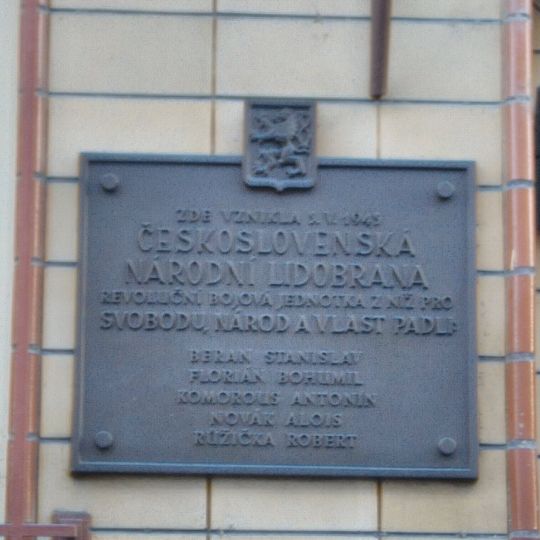 ZDE VZNIKLA 5. V. 1945
ČESKOSLOVENSKÁ
NÁRODNÍ LIDOBRANA
REVOLUČNÍ BOJOVÁ JEDNOTKA Z NÍŽ PRO
SVOBODU, NÁROD A VLAST PADLI:
BERAN STANISLAV
FLORIÁN BOHUMIL
KOMOROUS ANTONÍN
NOVÁK ALOIS
RŮŽIČKA ROBERT